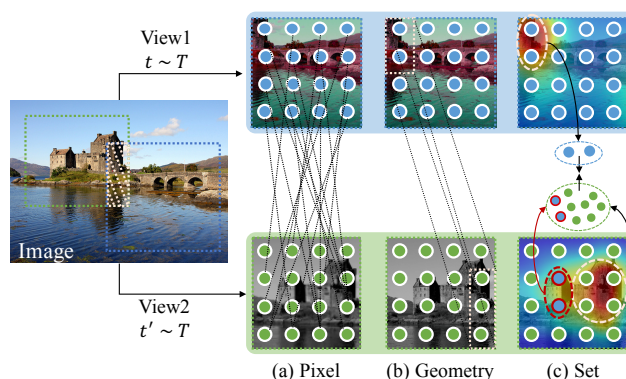 View1
t ~ T
Image
View2
t′ ~ T
(a) Pixel (b) Geometry (c) Set